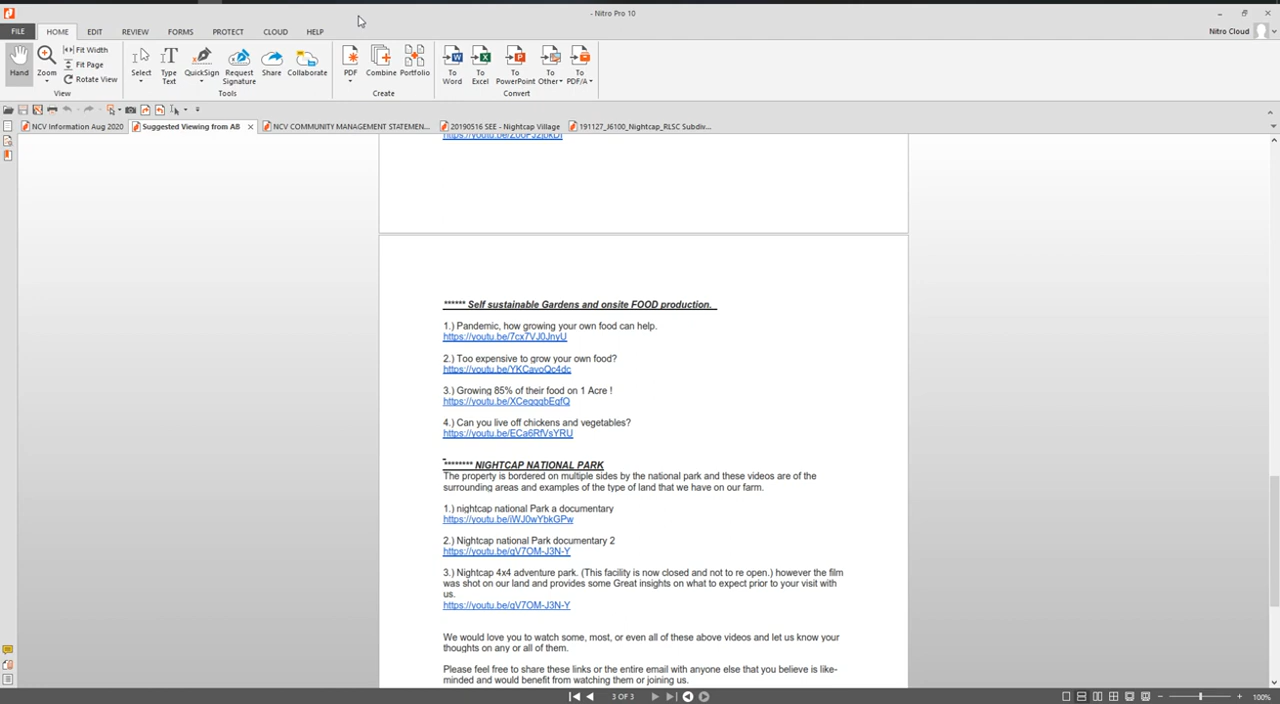 - Nitro Pro 10
FILE HOME EDIT REVIEW FORMS PROTECT CLOUD HELP
Nitro Cloud
Hand
Zoom
Fit Width
Fit Page
Rotate View
View
Select
Type Text
QuickSign
Request Signature
Share
Collaborate
Tools
PDF
Combine
Portfolio
Create
To Word
To Excel
To PowerPoint
To Other
To PDF/A
Convert
NCV Information Aug 2020
Suggested Viewing from AB
NCV COMMUNITY MANAGEMENT STATEMEN...
20190516 SEE - Nightcap Village
191127_J6100_Nightcap_RLSC Subdiv...
****** Self sustainable Gardens and onsite FOOD production.
1.) Pandemic, how growing your own food can help.
https://youtu.be/7cx7VJ0JnyU
2.) Too expensive to grow your own food?
https://youtu.be/YKCavoQc4dc
3.) Growing 85% of their food on 1 Acre !
https://youtu.be/XCeqqqbEqfQ
4.) Can you live off chickens and vegetables?
https://youtu.be/ECa6RfVsYRU
******** NIGHTCAP NATIONAL PARK
The property is bordered on multiple sides by the national park and these videos are of the
surrounding areas and examples of the type of land that we have on our farm.
1.) nightcap national Park a documentary
https://youtu.be/iWJ0wYbkGPw
2.) Nightcap national Park documentary 2
https://youtu.be/gV7OM-J3N-Y
3.) Nightcap 4x4 adventure park. (This facility is now closed and not to re open.) however the film
was shot on our land and provides some Great insights on what to expect prior to your visit with
us.
https://youtu.be/gV7OM-J3N-Y
We would love you to watch some, most, or even all of these above videos and let us know your
thoughts on any or all of them.
Please feel free to share these links or the entire email with anyone else that you believe is like-
minded and would benefit from watching them or joining us.
3 OF 3
100%